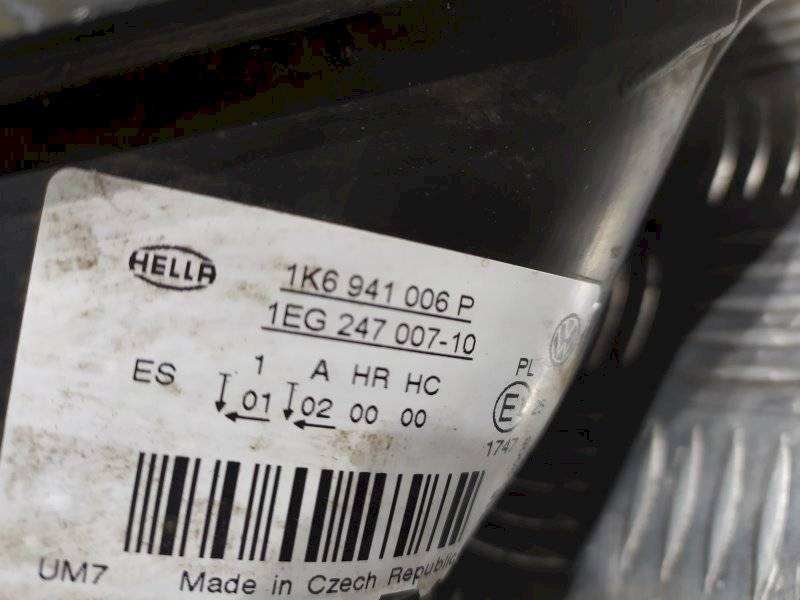 HELLA
1K6 941 006 P
1EG 247 007-10
ES 1 A HR HC
01 02 00 00
PL
E
1747
UM7
Made in Czech Republic